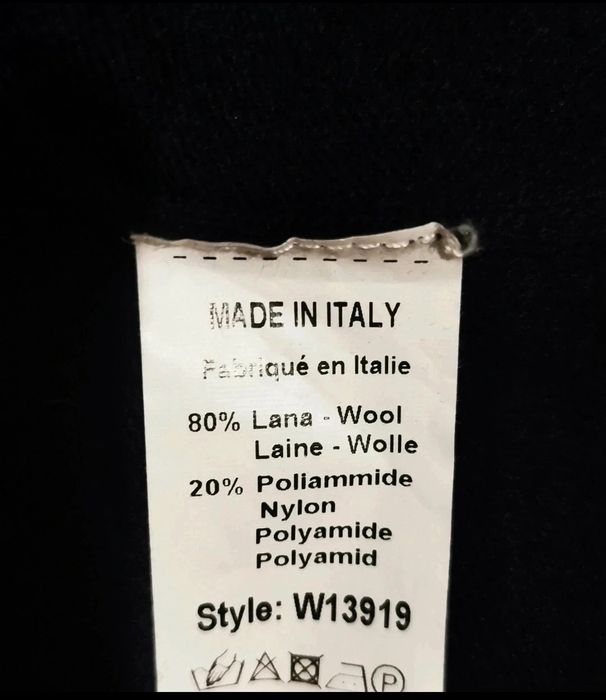 MADE IN ITALY
Fabriqué en Italie
80% Lana - Wool
Laine - Wolle
20% Poliammide
Nylon
Polyamide
Polyamid
Style: W13919
P